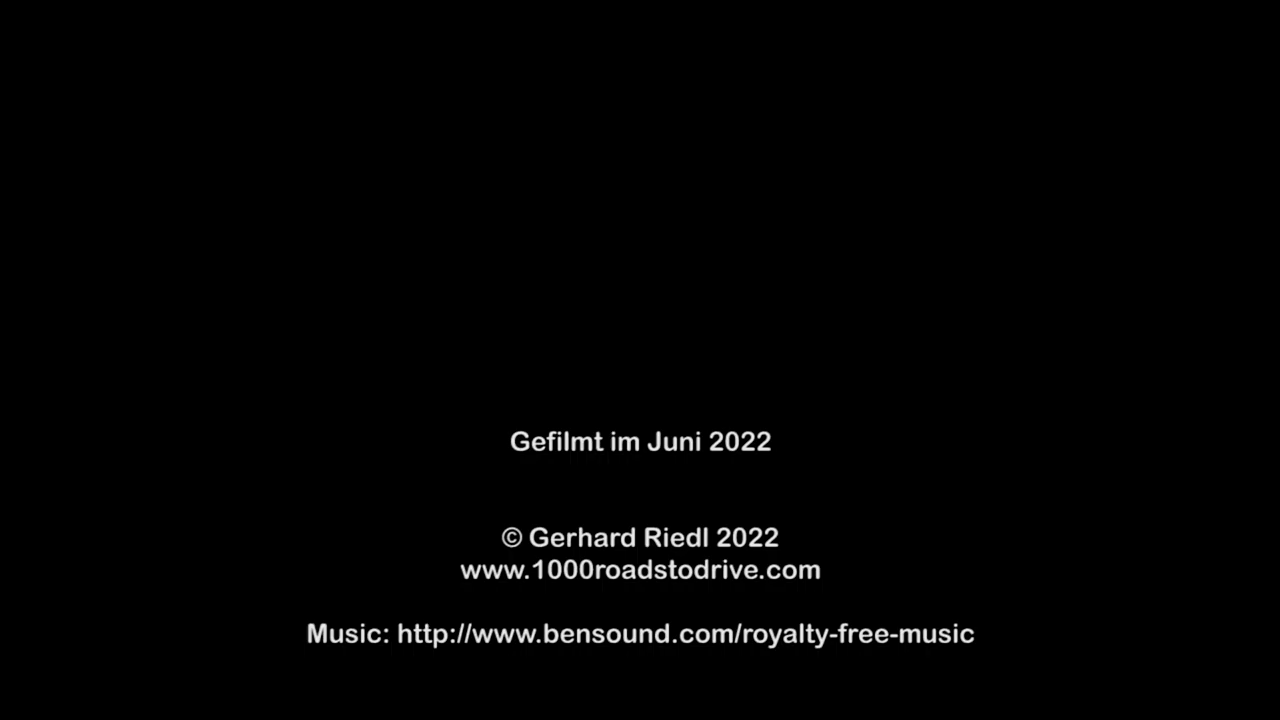 Gefilmt im Juni 2022
© Gerhard Riedl 2022
www.1000roadstodrive.com
Music: http://www.bensound.com/royalty-free-music